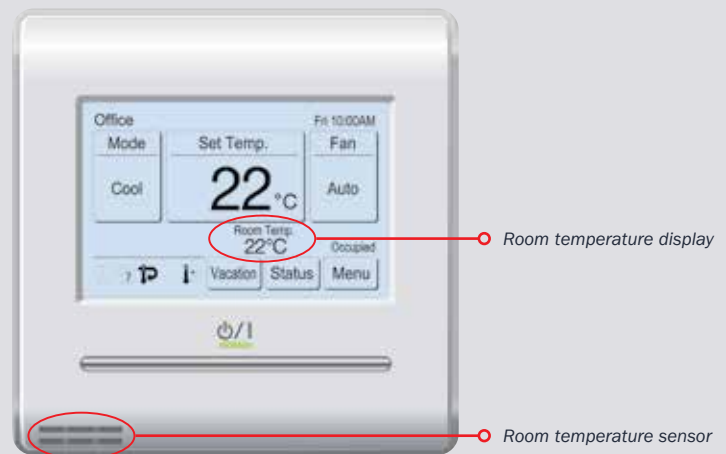 Office Fri 10:00AM
Mode Set Temp. Fan
Cool 22 °C Auto
Room Temp.
22°C Occupied
Vacation Status Menu
Room temperature display
Room temperature sensor